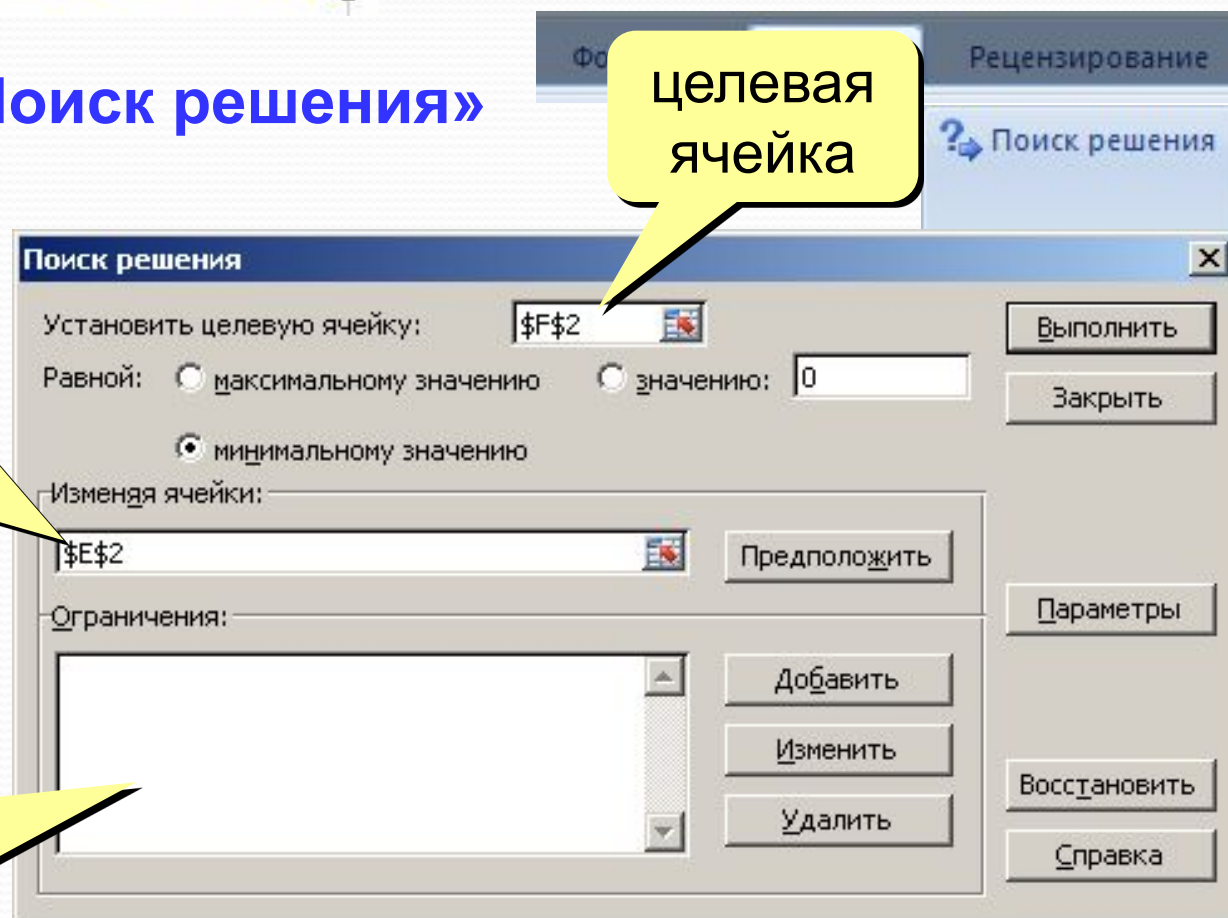 Фо
Рецензирование
оиск решения»
целевая
ячейка
Поиск решения
Поиск решения
Установить целевую ячейку: $F$2
Выполнить
Равной: максимальному значению значению: 0
Закрыть
минимальному значению
Изменяя ячейки:
$E$2
Предположить
Ограничения:
Параметры
Добавить
Изменить
Восстановить
Удалить
Справка